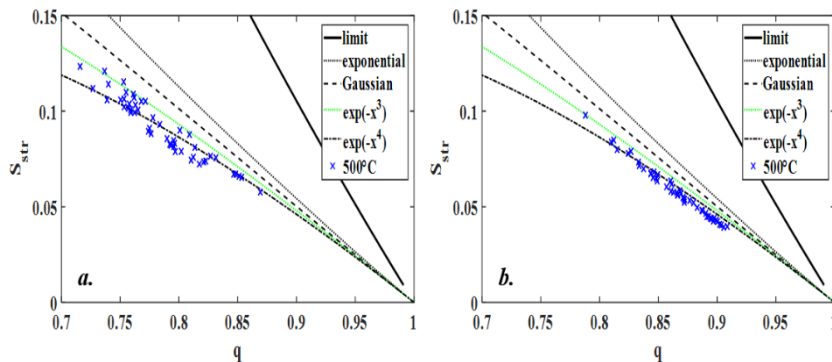 0.15
0.1
0.05
0
S_str
0.7 0.75 0.8 0.85 0.9 0.95 1
q
a.
limit
exponential
Gaussian
exp(-x³)
exp(-x⁴)
500°C
0.15
0.1
0.05
0
S_str
0.7 0.75 0.8 0.85 0.9 0.95 1
q
b.
limit
exponential
Gaussian
exp(-x³)
exp(-x⁴)
500°C